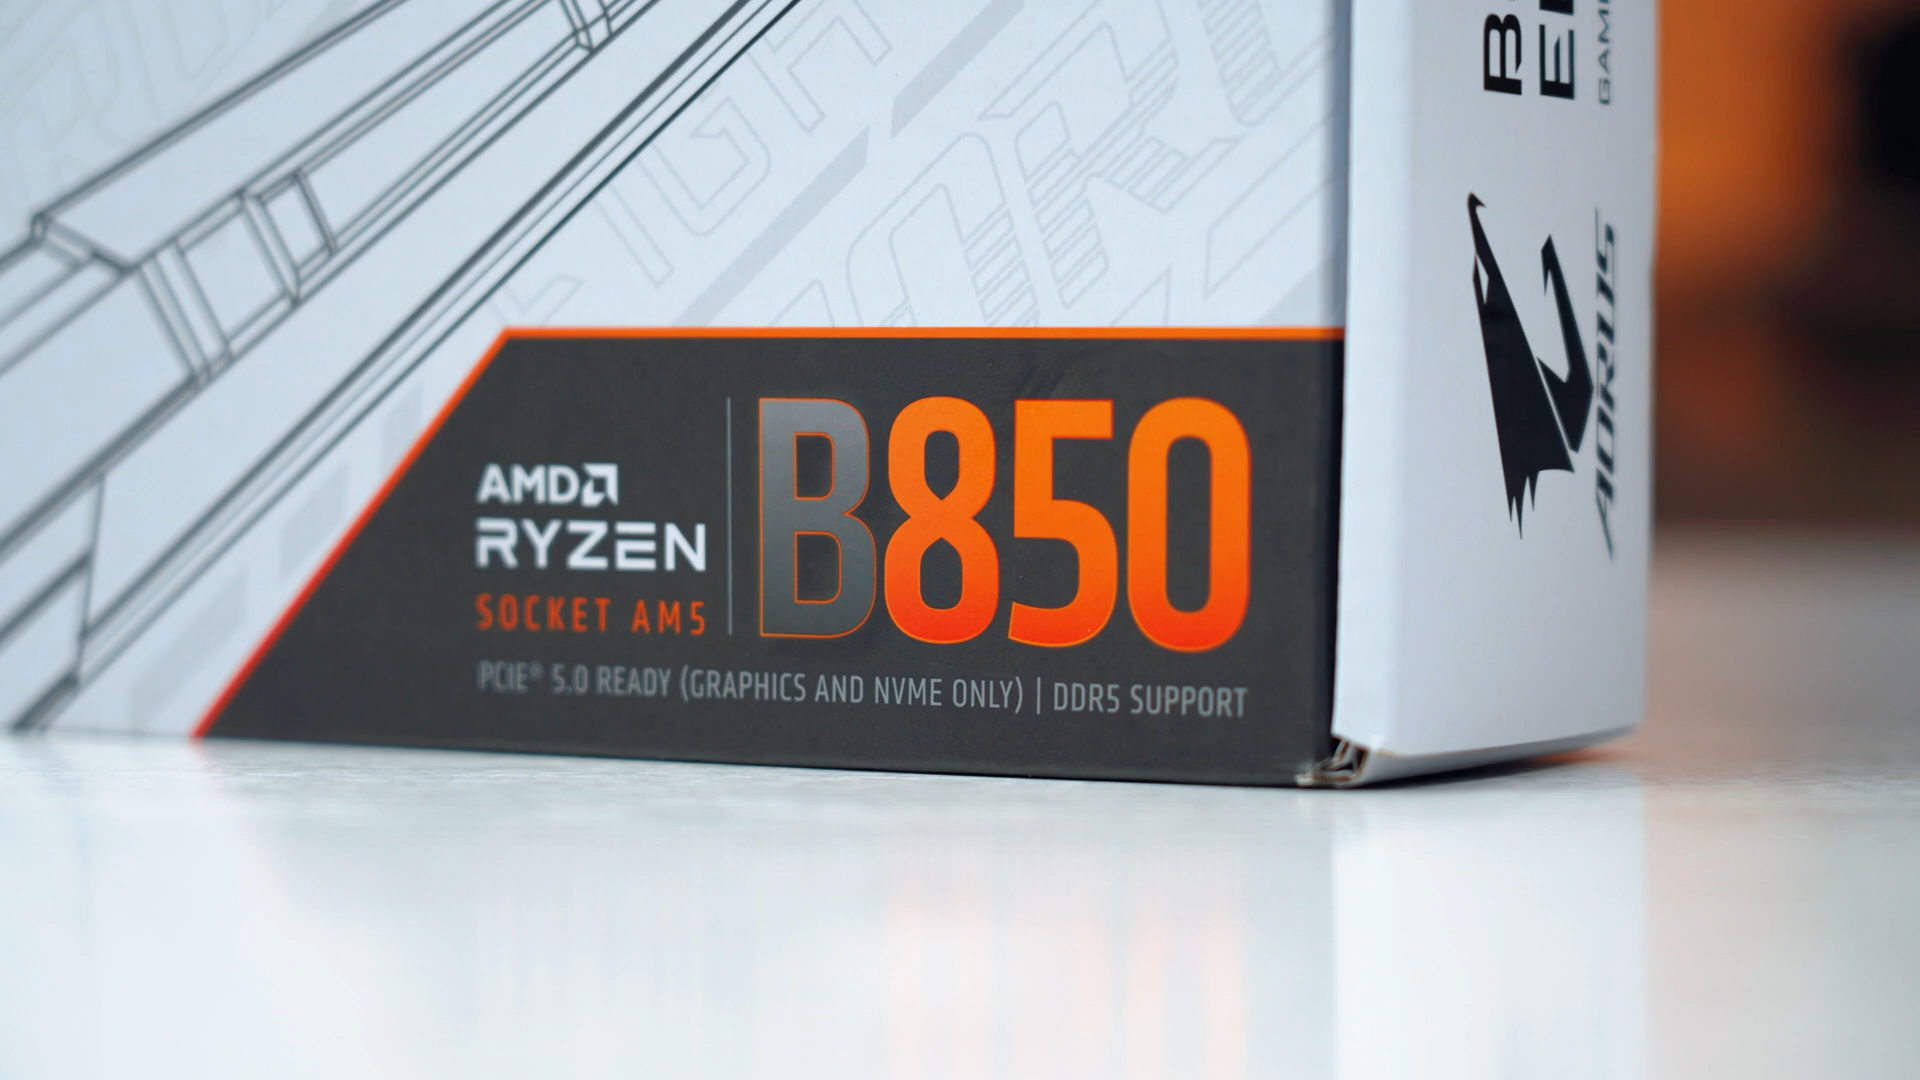 AMD
RYZEN
SOCKET AM5
B850
PCIE® 5.0 READY (GRAPHICS AND NVME ONLY) | DDR5 SUPPORT
AORUS